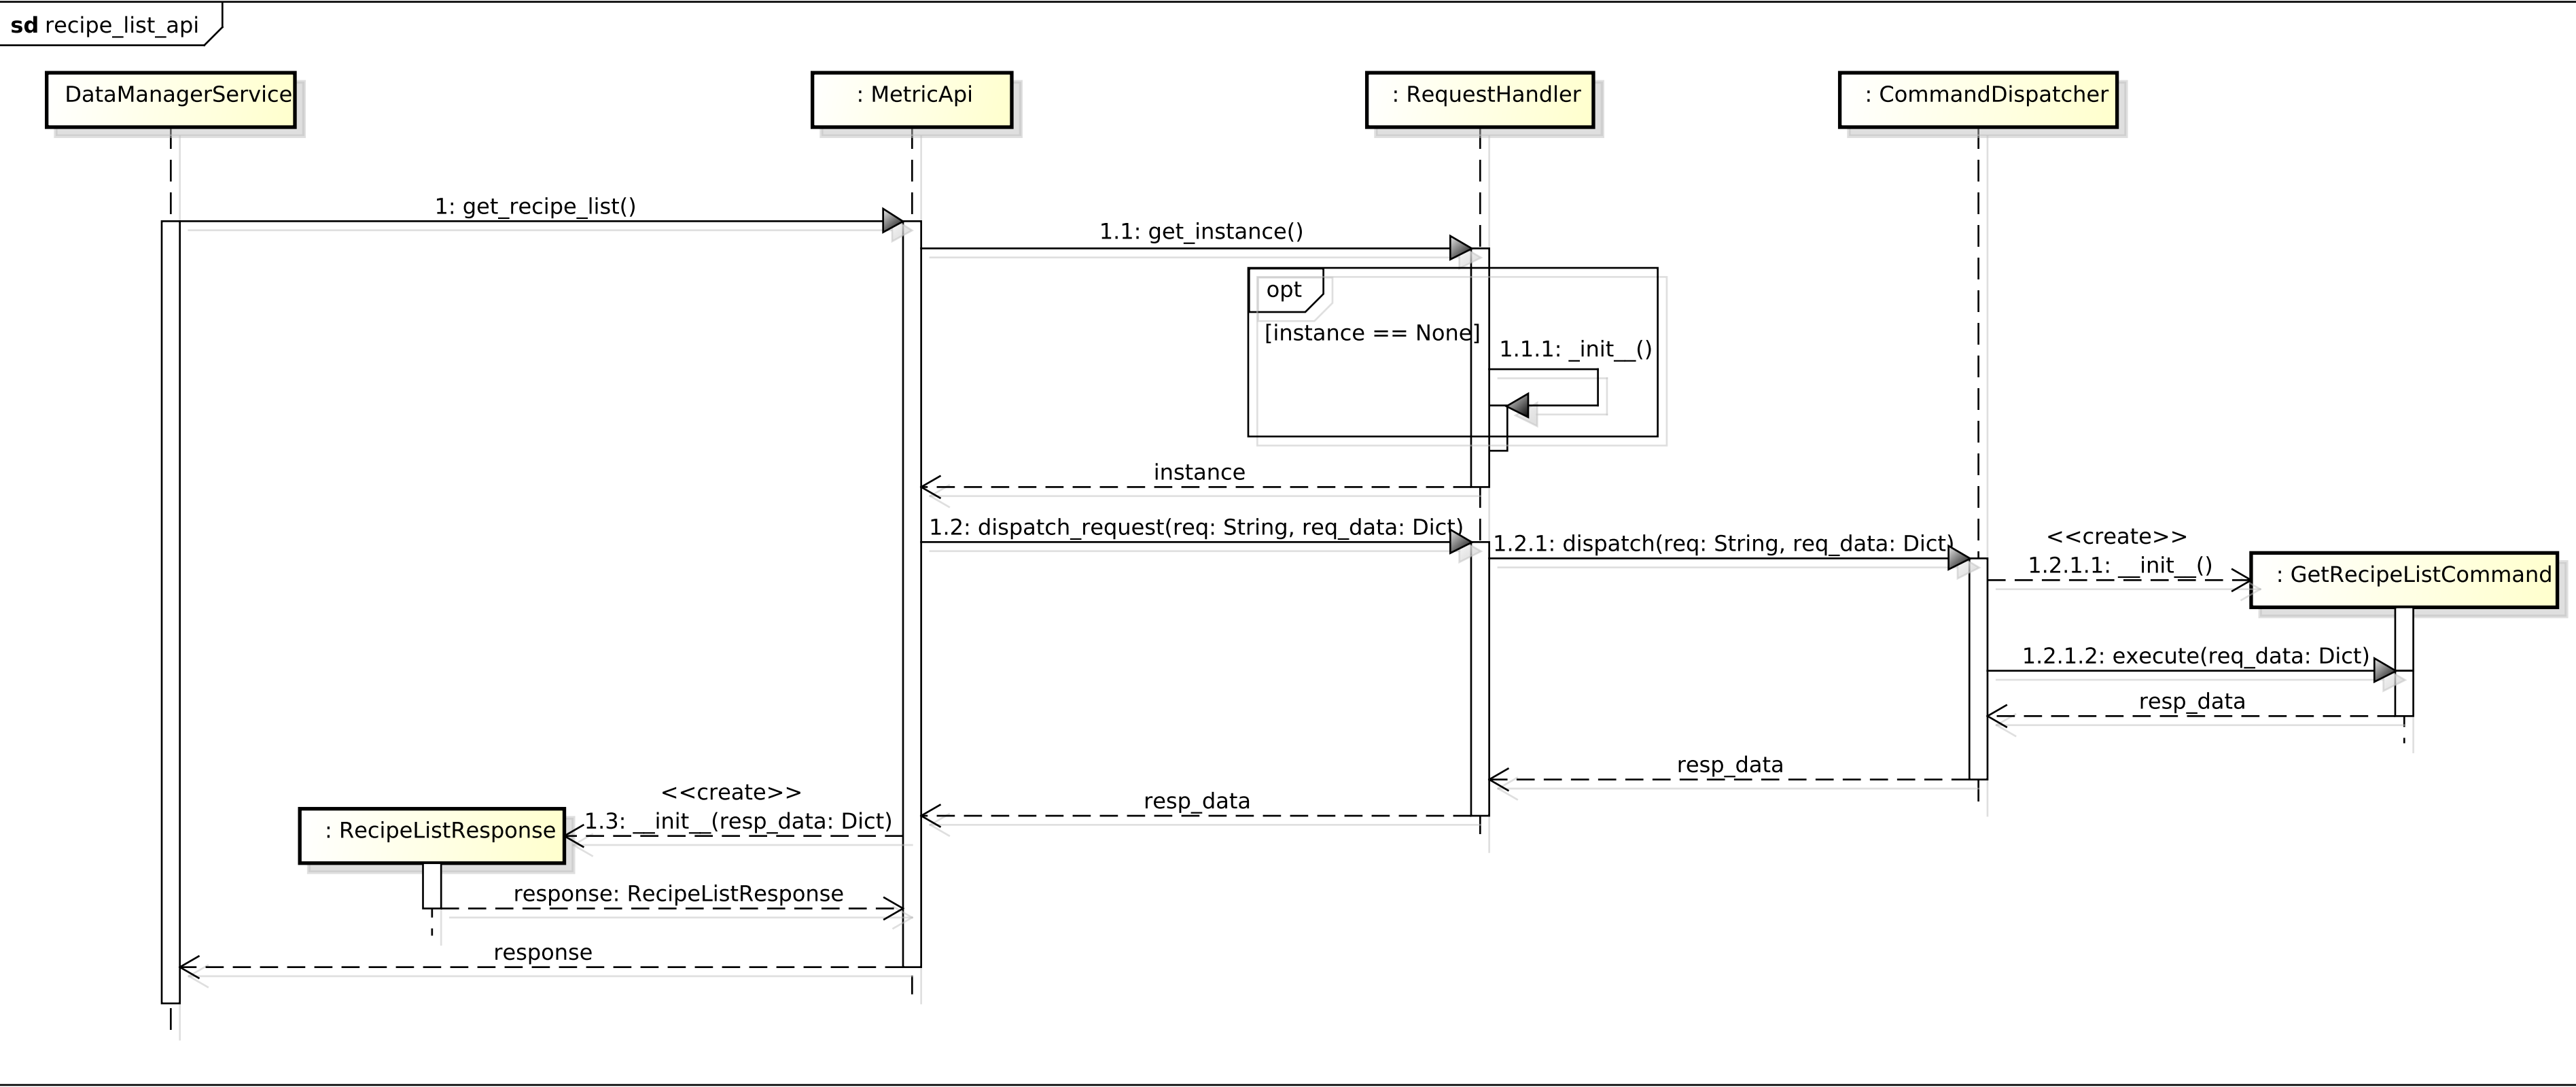 sd recipe_list_api
DataManagerService
: MetricApi
: RequestHandler
: CommandDispatcher
1: get_recipe_list()
1.1: get_instance()
opt
[instance == None]
1.1.1: _init__()
instance
1.2: dispatch_request(req: String, req_data: Dict)
1.2.1: dispatch(req: String, req_data: Dict)
<<create>>
1.2.1.1: __init__()
: GetRecipeListCommand
1.2.1.2: execute(req_data: Dict)
resp_data
resp_data
resp_data
<<create>>
1.3: __init__(resp_data: Dict)
: RecipeListResponse
response: RecipeListResponse
response